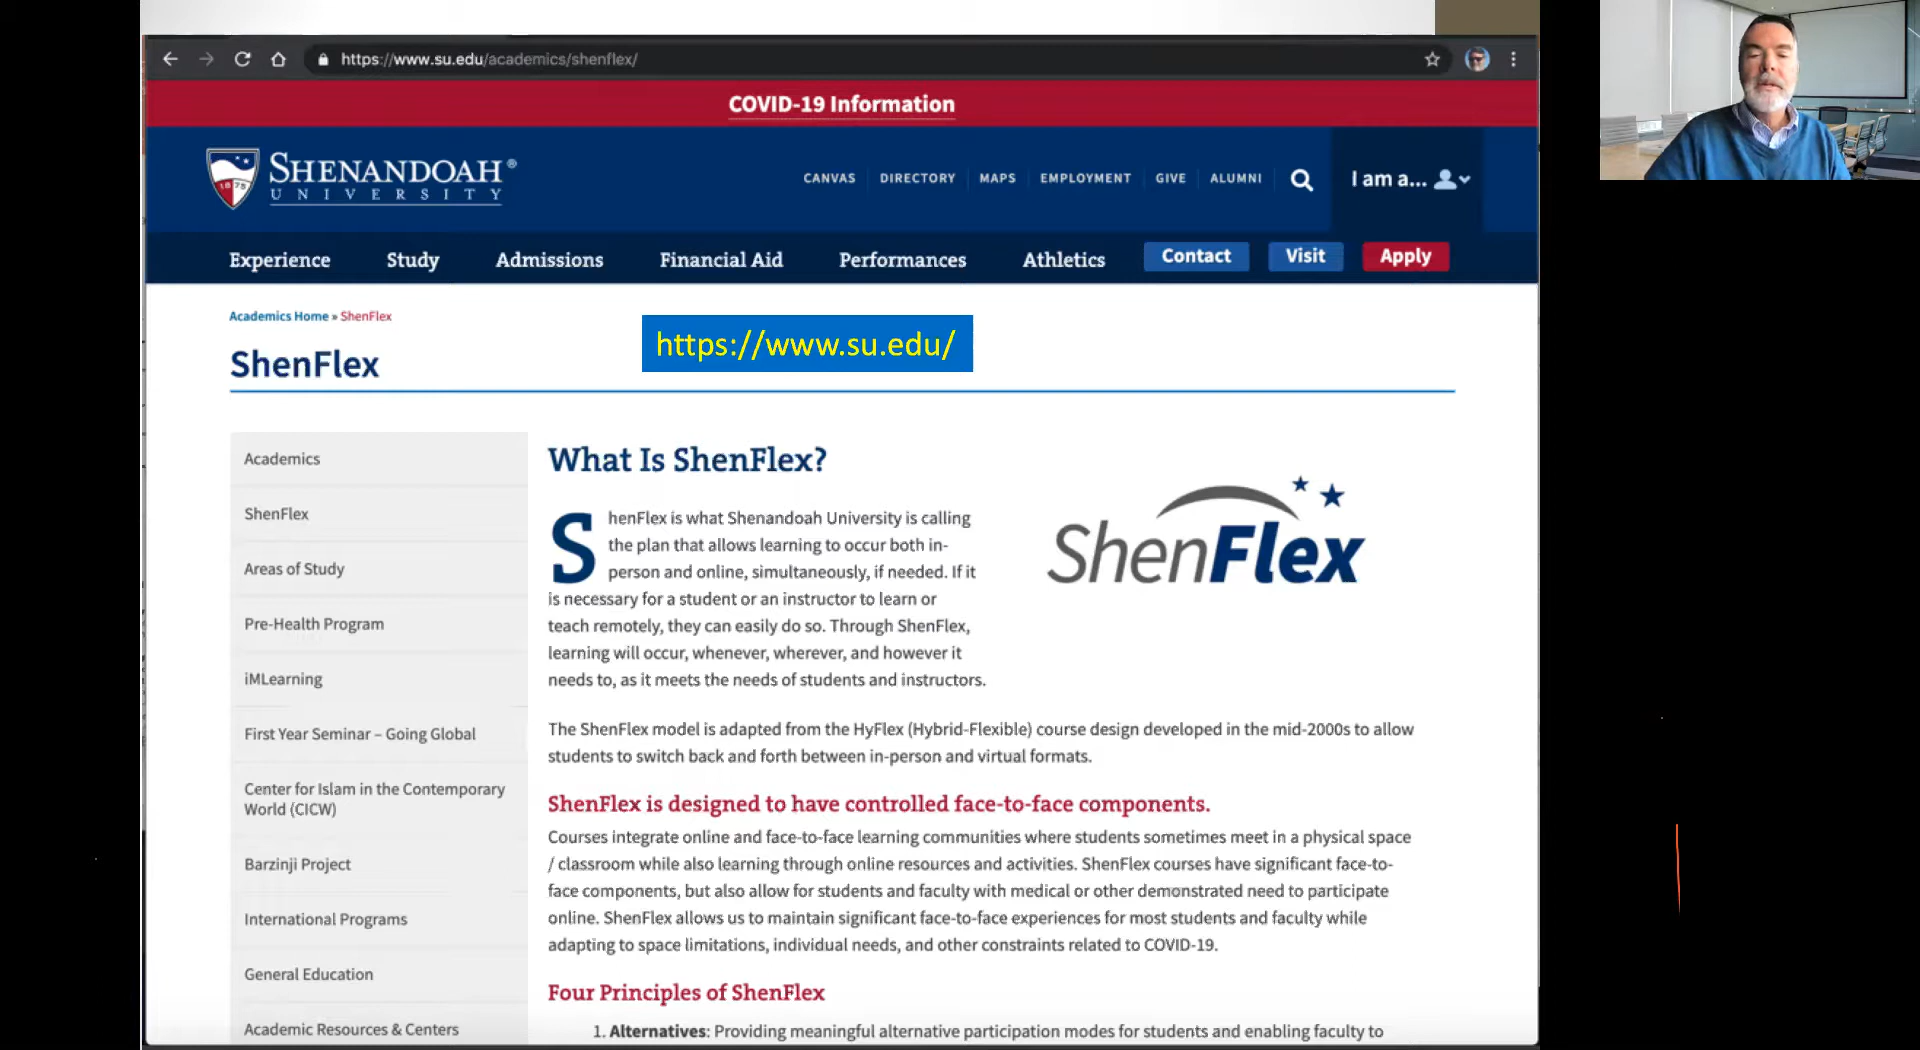 https://www.su.edu/academics/shenflex/
COVID-19 Information
SHENANDOAH®
UNIVERSITY
1875
CANVAS DIRECTORY MAPS EMPLOYMENT GIVE ALUMNI
I am a...
Experience Study Admissions Financial Aid Performances Athletics Contact Visit Apply
Academics Home » ShenFlex
https://www.su.edu/
ShenFlex
Academics
ShenFlex
Areas of Study
Pre-Health Program
iMLearning
First Year Seminar – Going Global
Center for Islam in the Contemporary
World (CICW)
Barzinji Project
International Programs
General Education
Academic Resources & Centers
What Is ShenFlex?
ShenFlex is what Shenandoah University is calling
the plan that allows learning to occur both in-
person and online, simultaneously, if needed. If it
is necessary for a student or an instructor to learn or
teach remotely, they can easily do so. Through ShenFlex,
learning will occur, whenever, wherever, and however it
needs to, as it meets the needs of students and instructors.
ShenFlex
The ShenFlex model is adapted from the HyFlex (Hybrid-Flexible) course design developed in the mid-2000s to allow
students to switch back and forth between in-person and virtual formats.
ShenFlex is designed to have controlled face-to-face components.
Courses integrate online and face-to-face learning communities where students sometimes meet in a physical space
/ classroom while also learning through online resources and activities. ShenFlex courses have significant face-to-
face components, but also allow for students and faculty with medical or other demonstrated need to participate
online. ShenFlex allows us to maintain significant face-to-face experiences for most students and faculty while
adapting to space limitations, individual needs, and other constraints related to COVID-19.
Four Principles of ShenFlex
1. Alternatives: Providing meaningful alternative participation modes for students and enabling faculty to